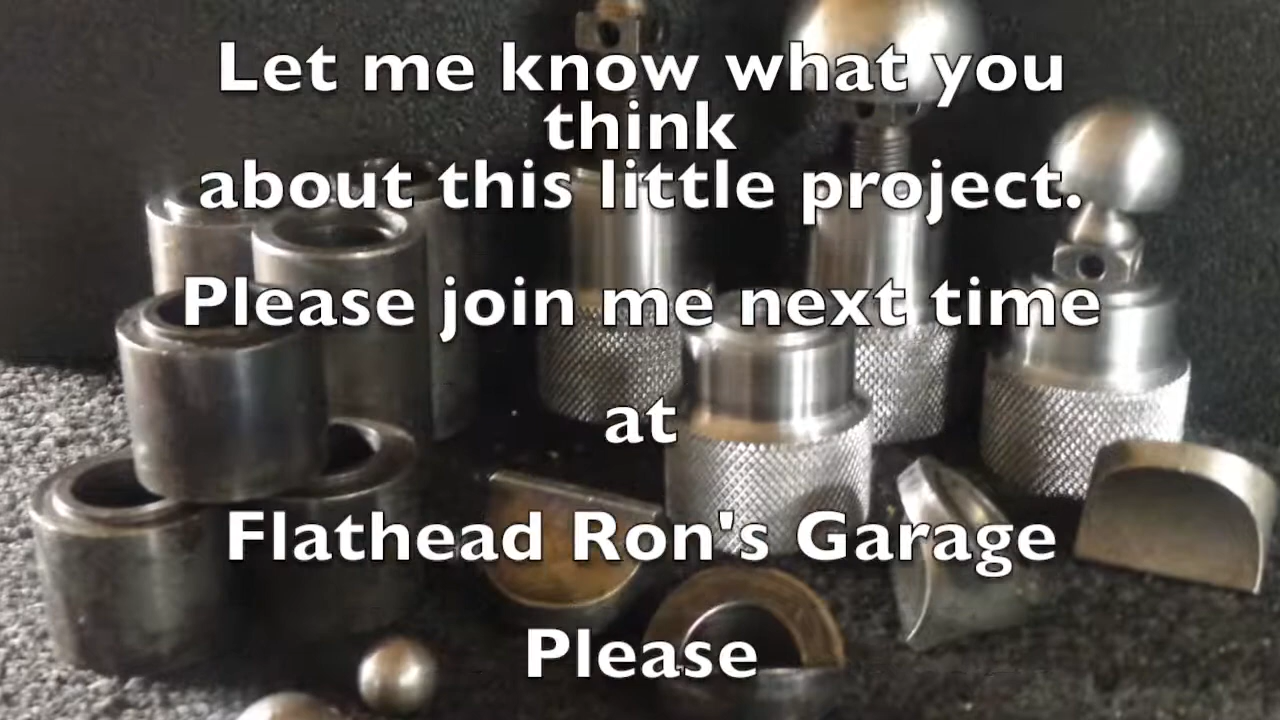 Let me know what you
think
about this little project.
Please join me next time
at
Flathead Ron's Garage
Please